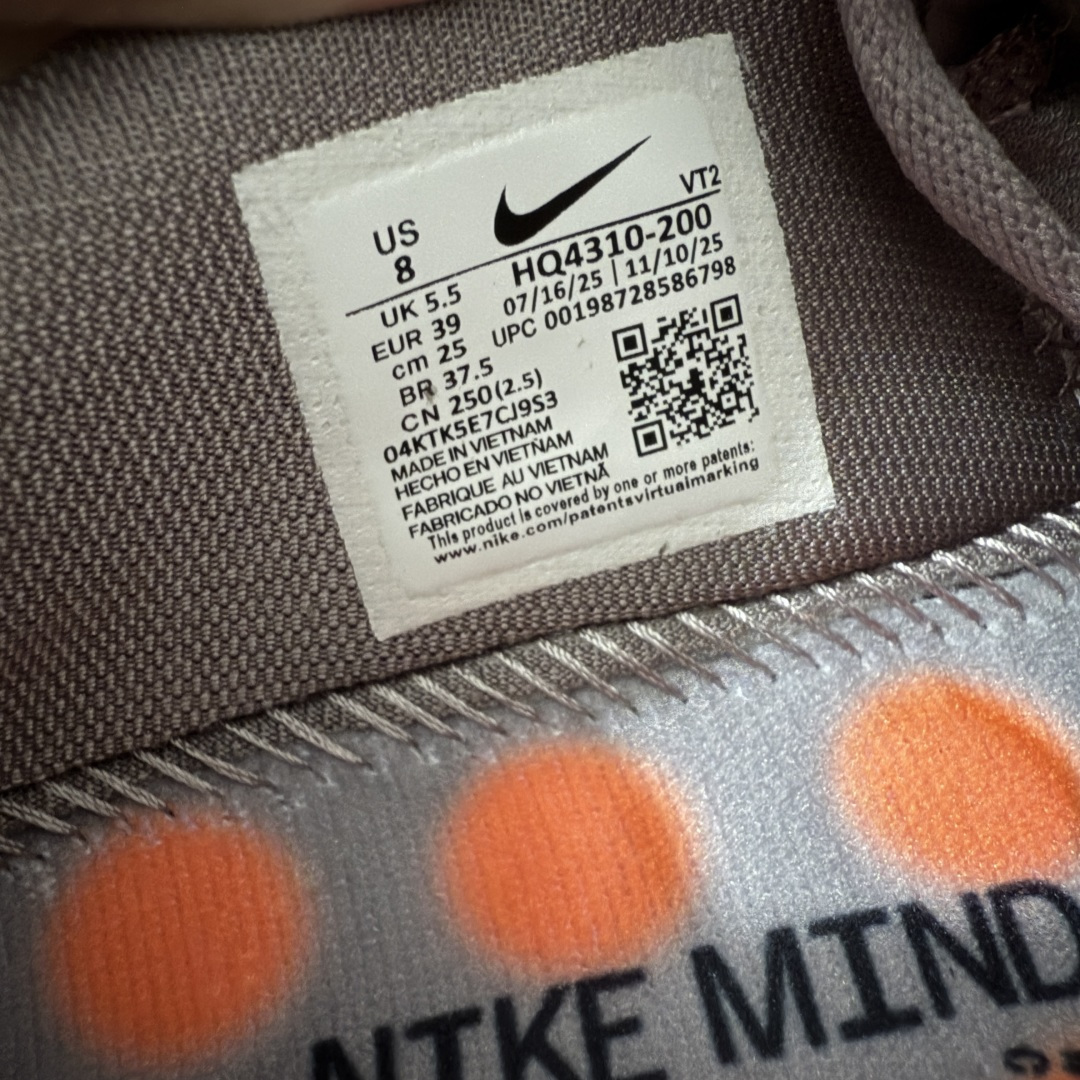 US
8
VT2
HQ4310-200
07/16/25 | 11/10/25
UPC 00198728586798
UK 5.5
EUR 39
cm 25
BR 37.5
CN 250(2.5)
04KTK5E7CJ9S3
MADE IN VIETNAM
HECHO EN VIETNAM
FABRIQUE AU VIETNAM
FABRICADO NO VIETNÃ
This product is covered by one or more patents:
www.nike.com/patentsvirtualmarking
NIKE MIND